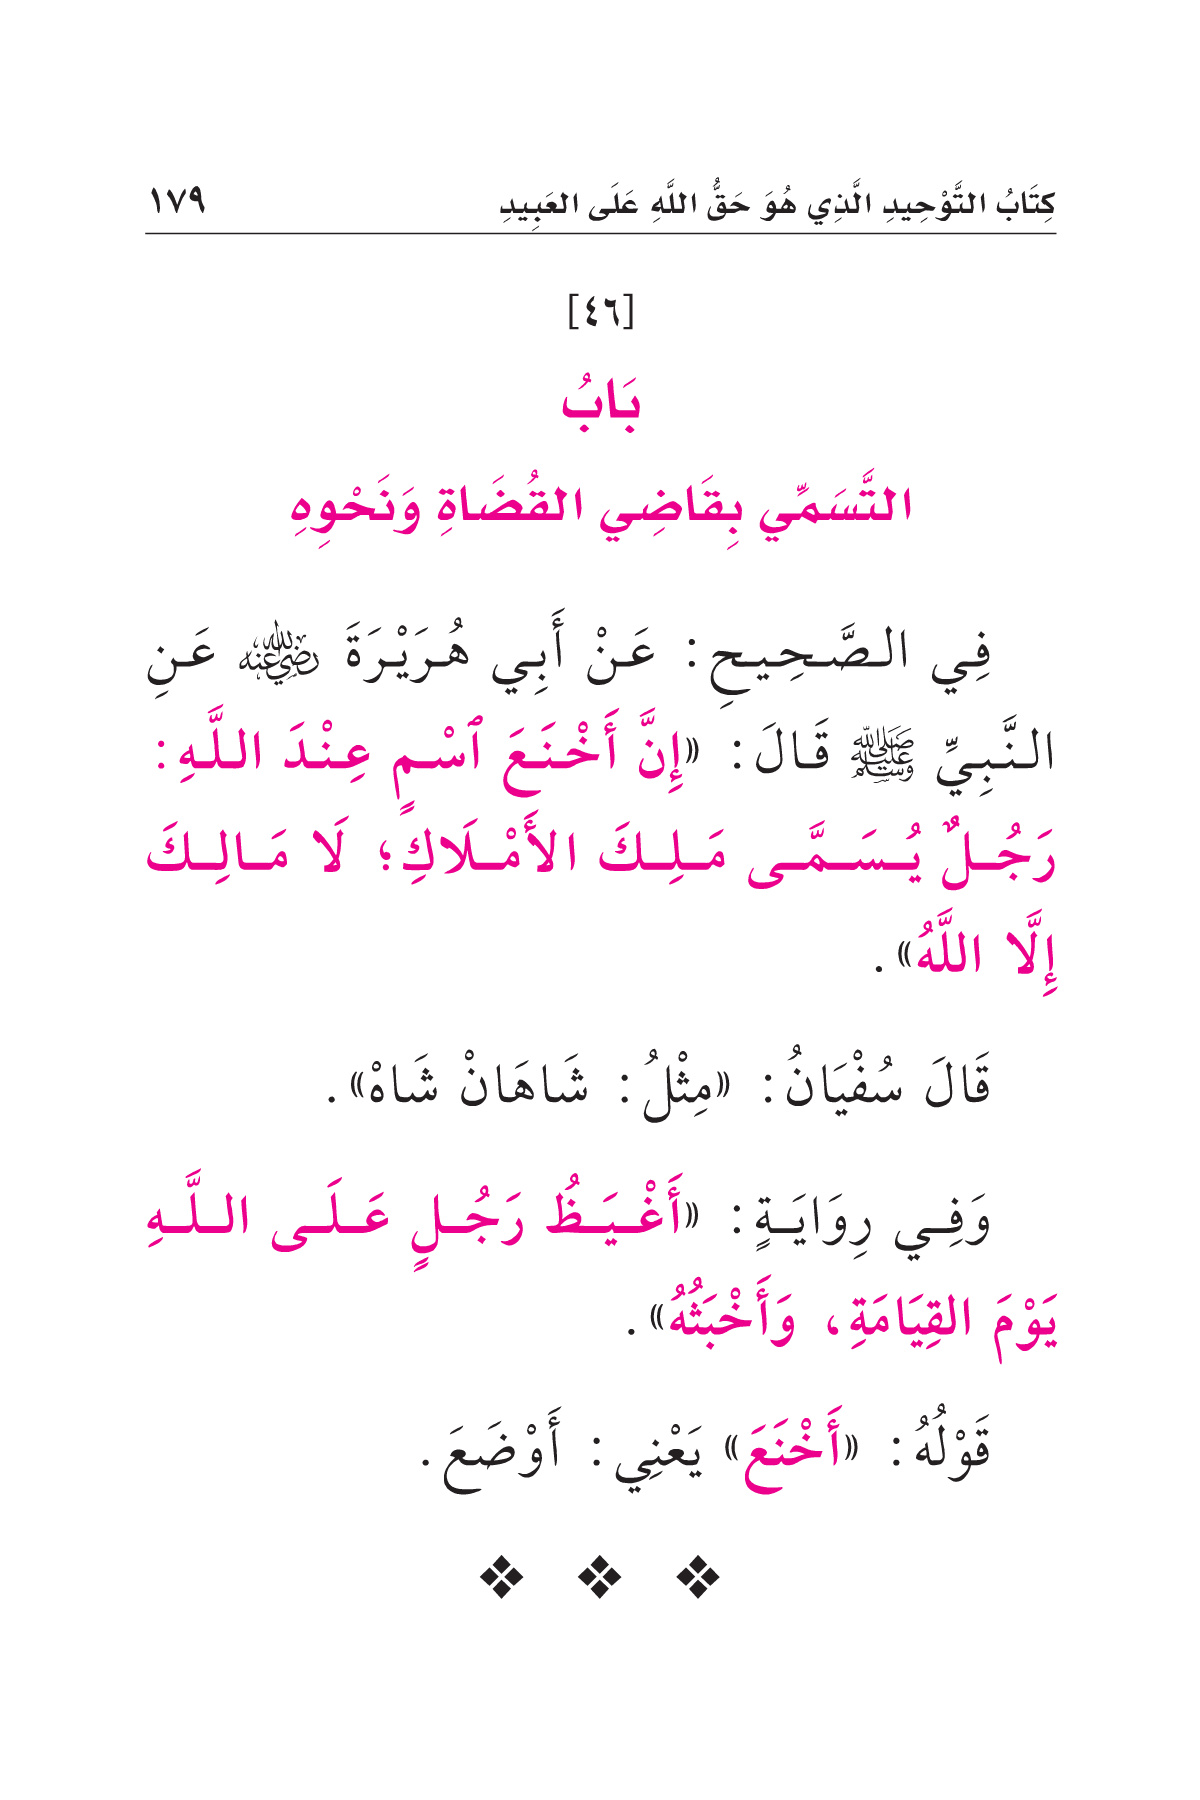 كِتَابُ التَّوْحِيدِ الَّذِي هُوَ حَقُّ اللَّهِ عَلَى العَبِيدِ ١٧٩
[٤٦]
بَابُ
التَّسَمِّي بِقَاضِي القُضَاةِ وَنَحْوِهِ
فِي الصَّحِيحِ: عَنْ أَبِي هُرَيْرَةَ رضي الله عنه عَنِ
النَّبِيِّ ﷺ قَالَ: «إِنَّ أَخْنَعَ ٱسْمٍ عِنْدَ اللَّهِ:
رَجُلٌ يُسَمَّى مَلِكَ الأَمْلَاكِ؛ لَا مَالِكَ
إِلَّا اللَّهُ».
قَالَ سُفْيَانُ: «مِثْلُ: شَاهَانْ شَاهْ».
وَفِي رِوَايَةٍ: «أَغْيَظُ رَجُلٍ عَلَى اللَّهِ
يَوْمَ القِيَامَةِ، وَأَخْبَثُهُ».
قَوْلُهُ: «أَخْنَعَ» يَعْنِي: أَوْضَعَ.